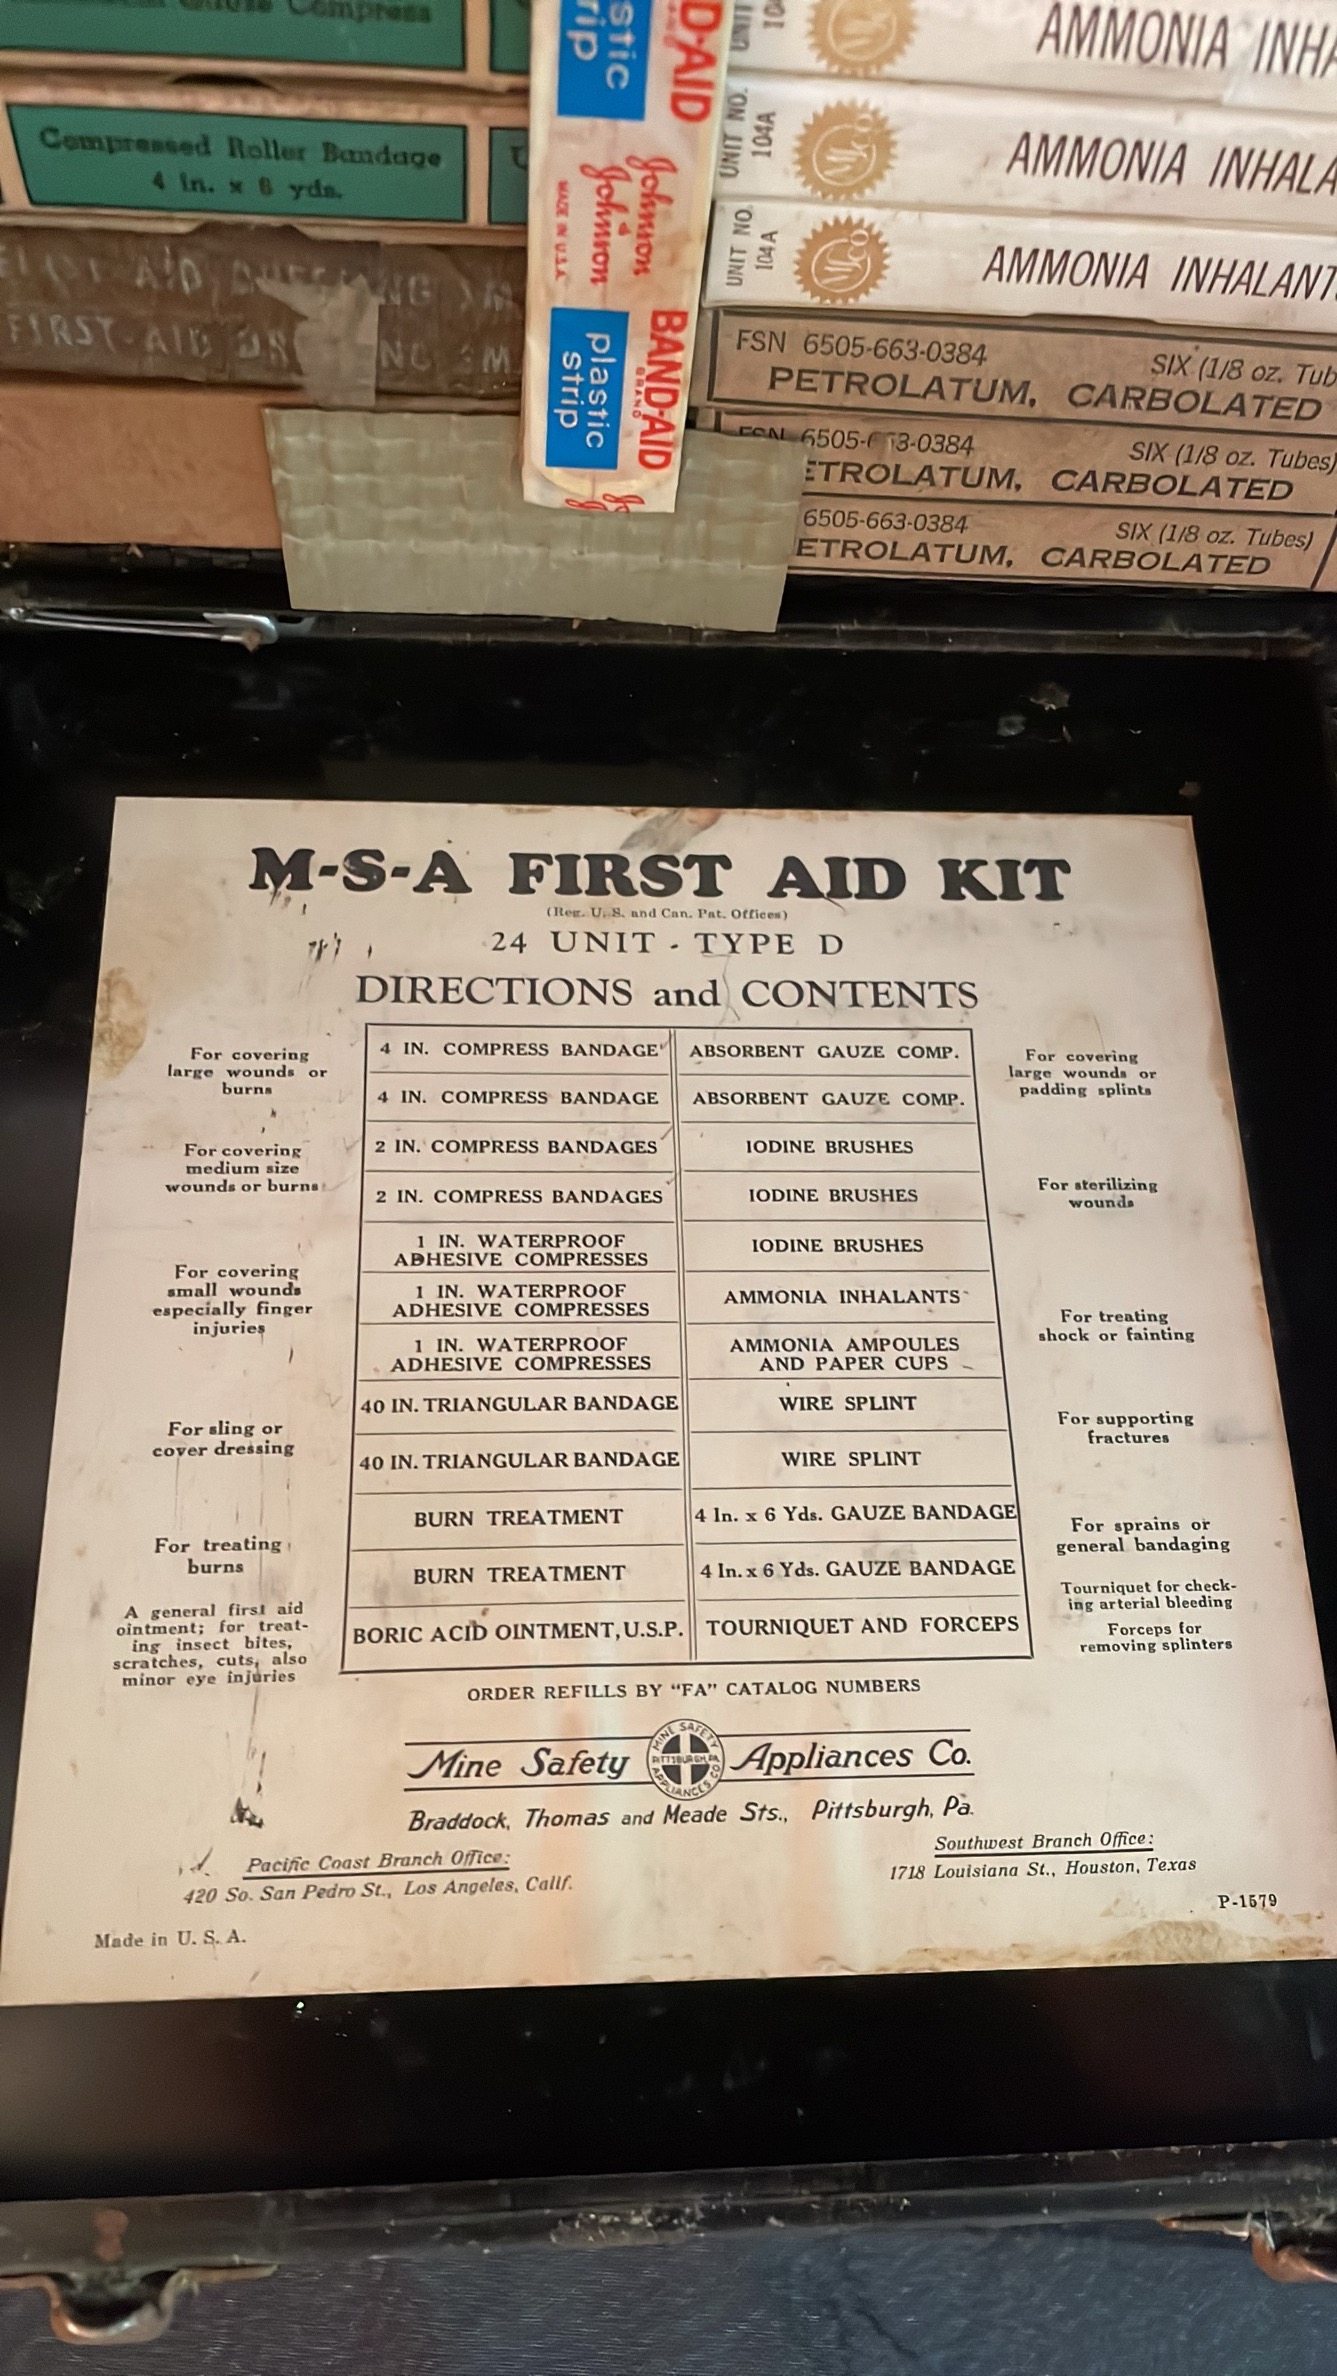 Gauze Compress
Compressed Roller Bandage
4 in. x 6 yds.
FIRST AID
FIRST-AID
stic
rip
D-AID
Johnson
&
Johnson
MADE IN U.S.A.
BAND-AID
BRAND
plastic
strip
UNIT
AMMONIA INHA
UNIT NO.
104A
AMMONIA INHALA
UNIT NO.
104A
AMMONIA INHALANT
FSN 6505-663-0384
SIX (1/8 oz. Tub
PETROLATUM, CARBOLATED
FSN 6505- 3-0384
SIX (1/8 oz. Tubes)
ETROLATUM, CARBOLATED
6505-663-0384
SIX (1/8 oz. Tubes)
ETROLATUM, CARBOLATED
M-S-A FIRST AID KIT
(Reg. U. S. and Can. Pat. Offices)
24 UNIT - TYPE D
DIRECTIONS and CONTENTS
For covering
large wounds or
burns
4 IN. COMPRESS BANDAGE
ABSORBENT GAUZE COMP.
For covering
large wounds or
padding splints
4 IN. COMPRESS BANDAGE
ABSORBENT GAUZE COMP.
For covering
medium size
wounds or burns
2 IN. COMPRESS BANDAGES
IODINE BRUSHES
2 IN. COMPRESS BANDAGES
IODINE BRUSHES
For sterilizing
wounds
1 IN. WATERPROOF
ADHESIVE COMPRESSES
IODINE BRUSHES
For covering
small wounds
especially finger
injuries
1 IN. WATERPROOF
ADHESIVE COMPRESSES
AMMONIA INHALANTS
For treating
shock or fainting
1 IN. WATERPROOF
ADHESIVE COMPRESSES
AMMONIA AMPOULES
AND PAPER CUPS
For sling or
cover dressing
40 IN. TRIANGULAR BANDAGE
WIRE SPLINT
For supporting
fractures
40 IN. TRIANGULAR BANDAGE
WIRE SPLINT
For treating
burns
BURN TREATMENT
4 In. x 6 Yds. GAUZE BANDAGE
For sprains or
general bandaging
BURN TREATMENT
4 In. x 6 Yds. GAUZE BANDAGE
A general first aid
ointment; for treat-
ing insect bites,
scratches, cuts, also
minor eye injuries
BORIC ACID OINTMENT, U.S.P.
TOURNIQUET AND FORCEPS
Tourniquet for check-
ing arterial bleeding
Forceps for
removing splinters
ORDER REFILLS BY "FA" CATALOG NUMBERS
Mine Safety Appliances Co.
MINE SAFETY
PITTSBURGH, PA.
APPLIANCES CO.
Braddock, Thomas and Meade Sts., Pittsburgh, Pa.
Pacific Coast Branch Office:
420 So. San Pedro St., Los Angeles, Calif.
Southwest Branch Office:
1718 Louisiana St., Houston, Texas
P-1579
Made in U. S. A.